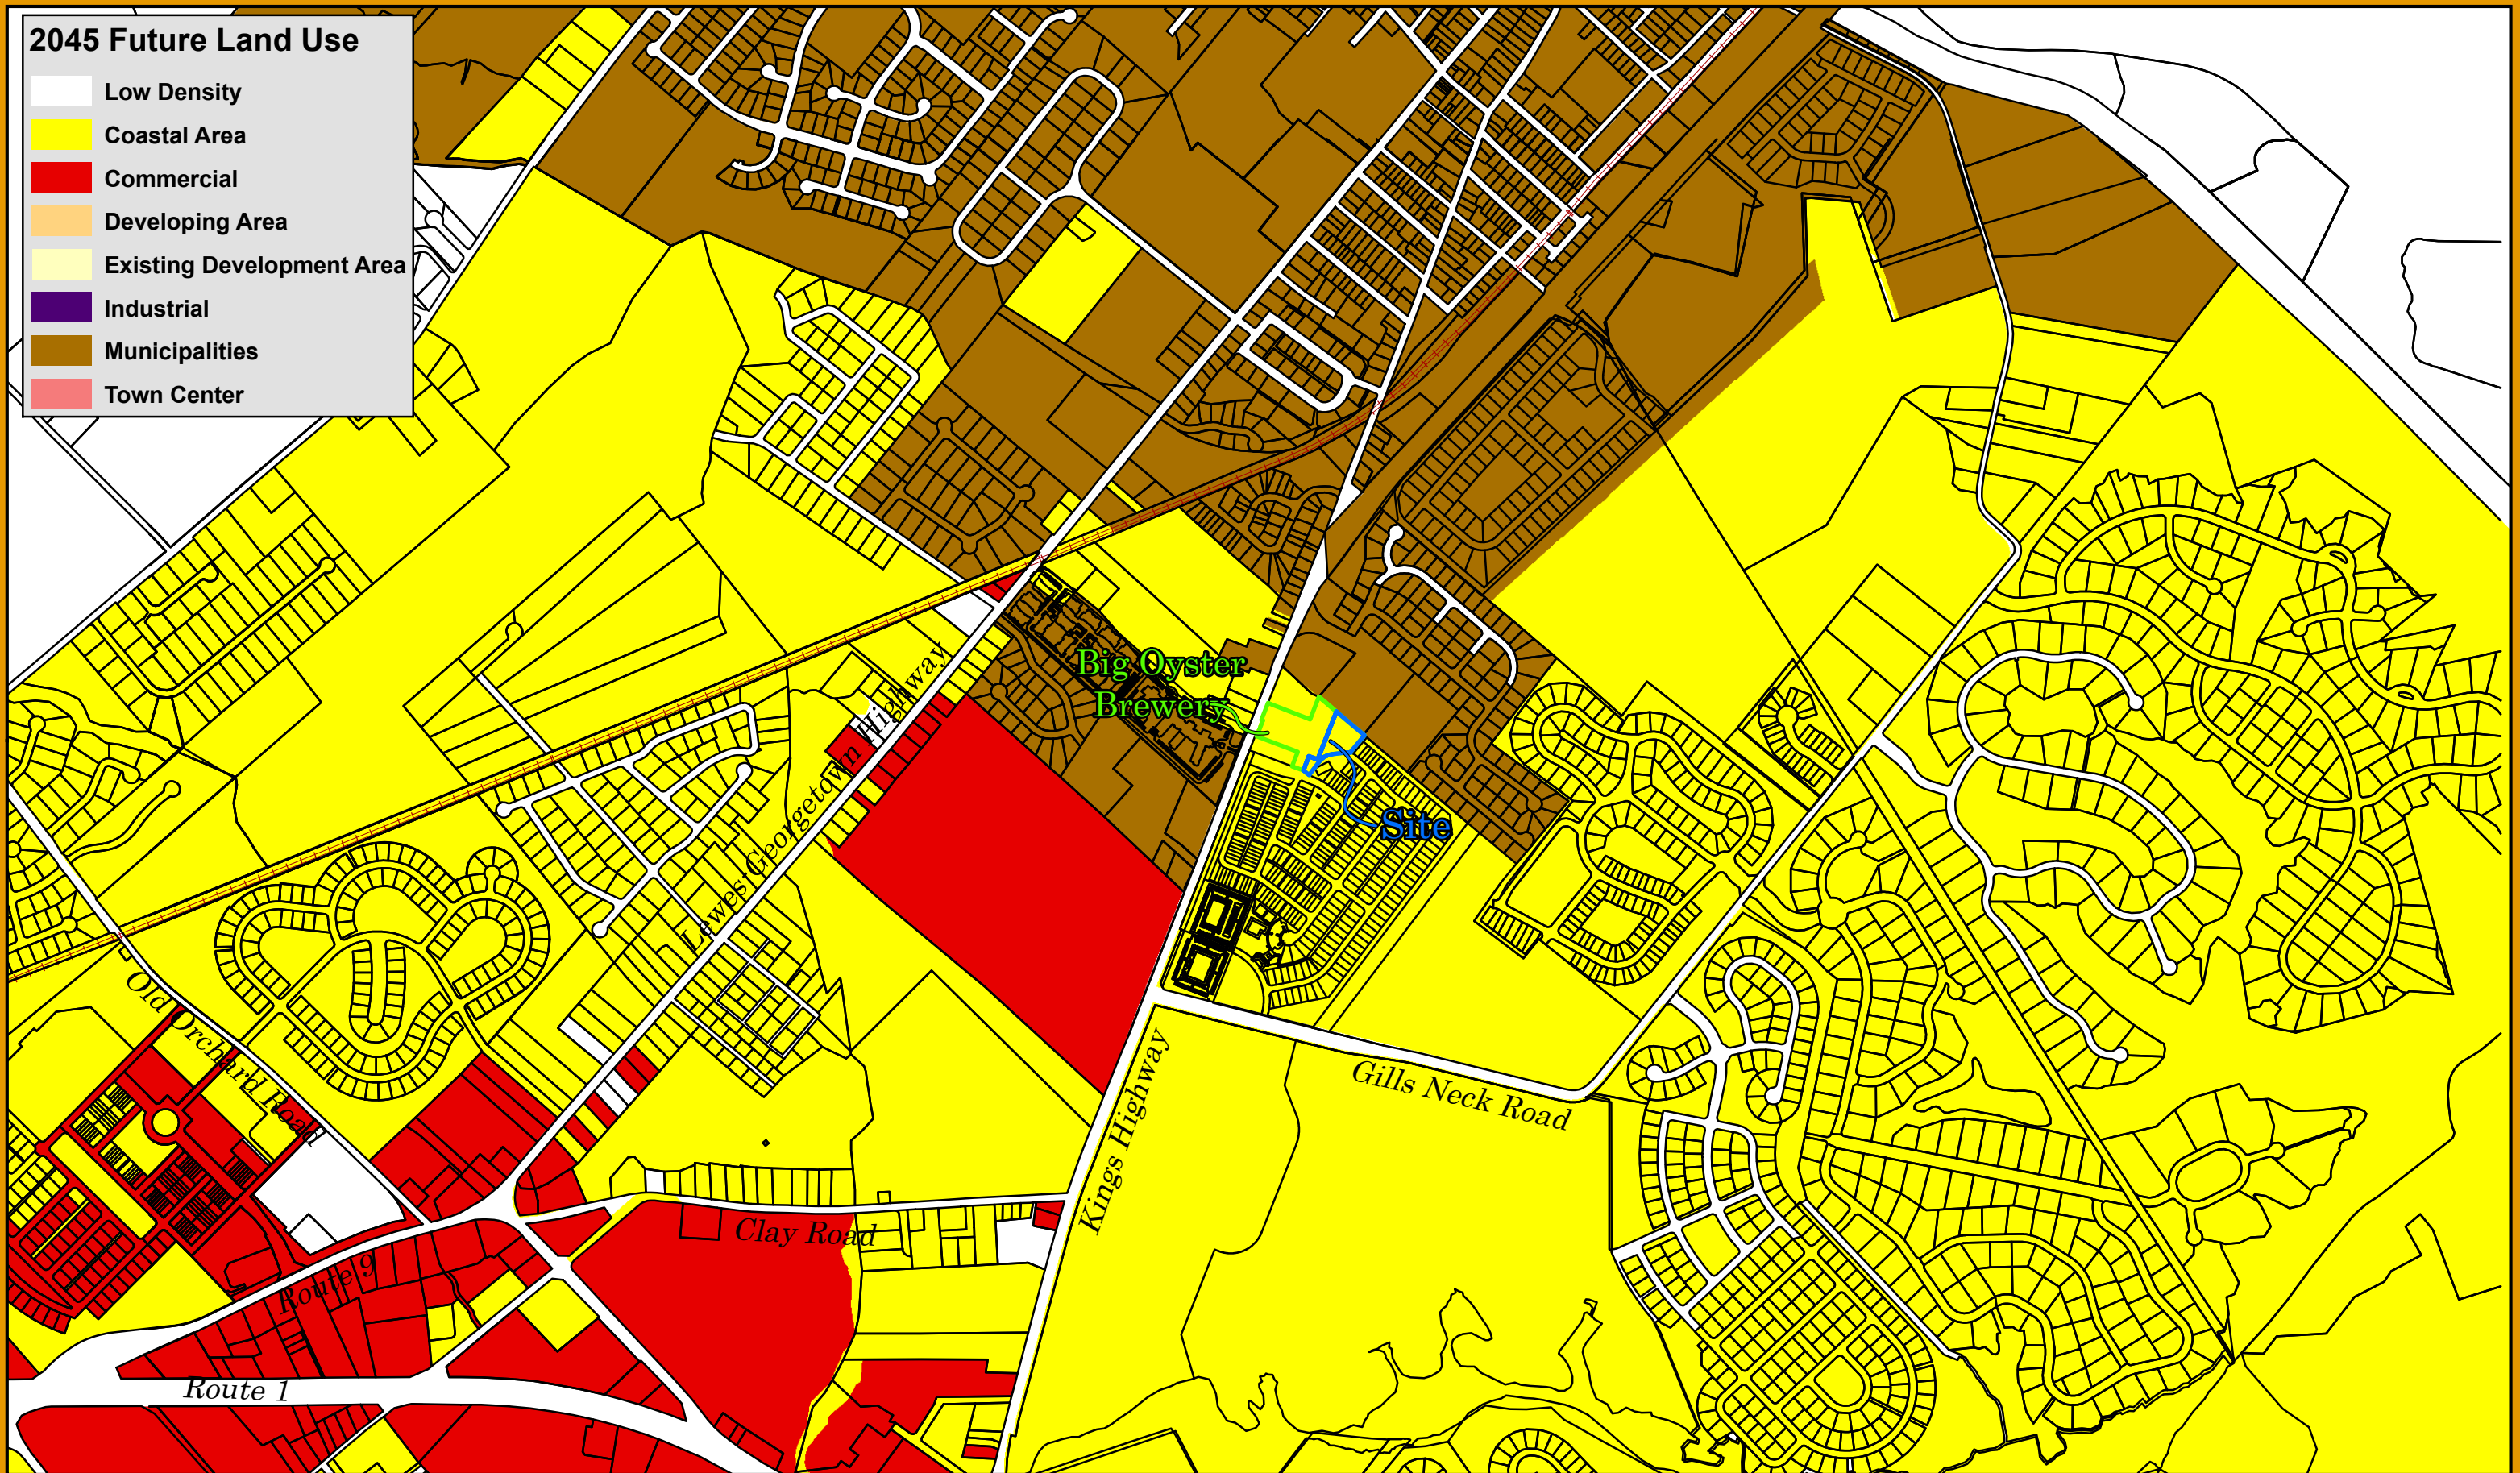 2045 Future Land Use
Low Density
Coastal Area
Commercial
Developing Area
Existing Development Area
Industrial
Municipalities
Town Center
Big Oyster
Brewery
Site
Lewes Georgetown Highway
Old Orchard Road
Kings Highway
Gills Neck Road
Clay Road
Route 9
Route 1